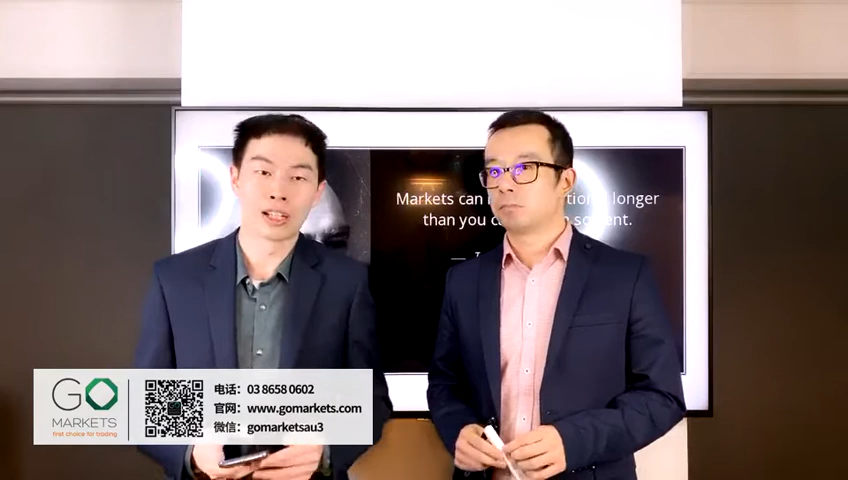 Markets can longer
than you
GO
MARKETS
first choice for trading
电话: 03 8658 0602
官网: www.gomarkets.com
微信: gomarketsau3